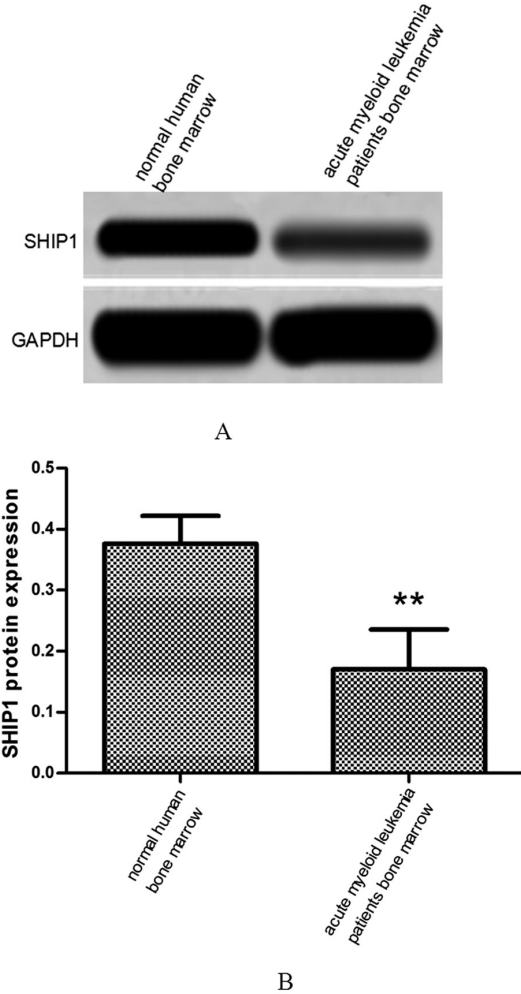 normal human
bone marrow
acute myeloid leukemia
patients bone marrow
SHIP1
GAPDH
A
SHIP1 protein expression
0.5
0.4
0.3
0.2
0.1
0.0
**
normal human
bone marrow
acute myeloid leukemia
patients bone marrow
B